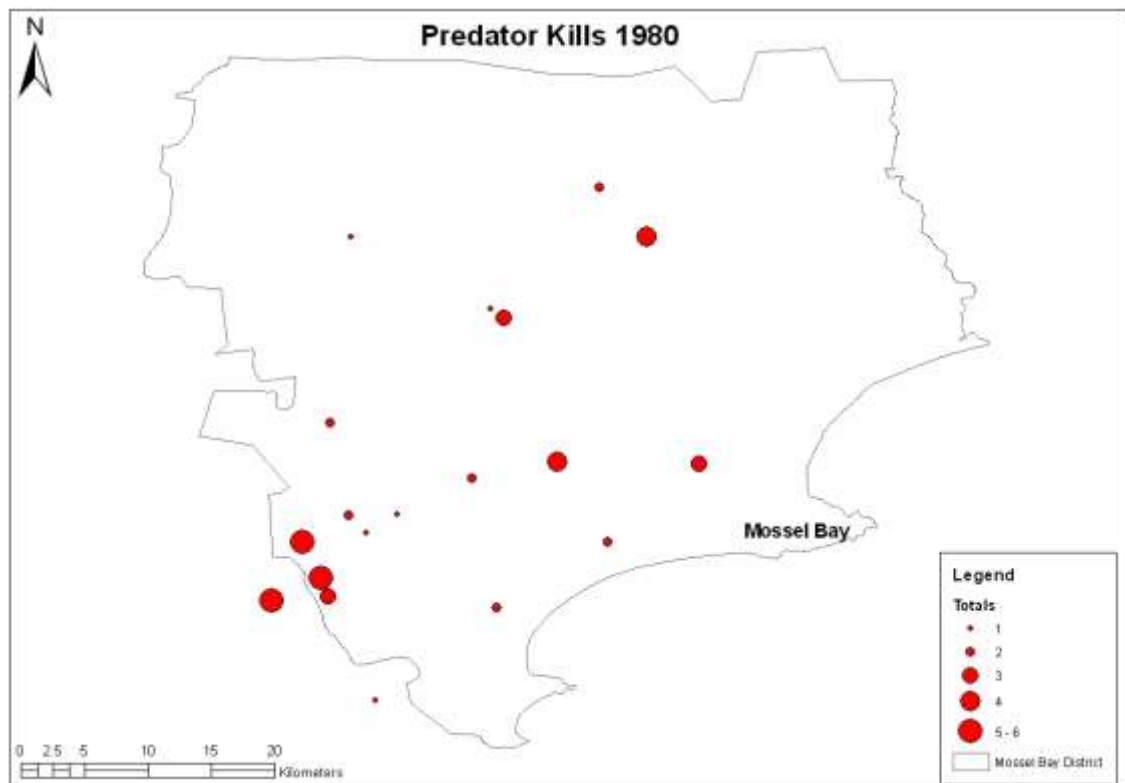 N
Predator Kills 1980
Mossel Bay
Legend
Totals
1
2
3
4
5 - 6
Mossel Bay District
0 2.5 5 10 15 20
Kilometers